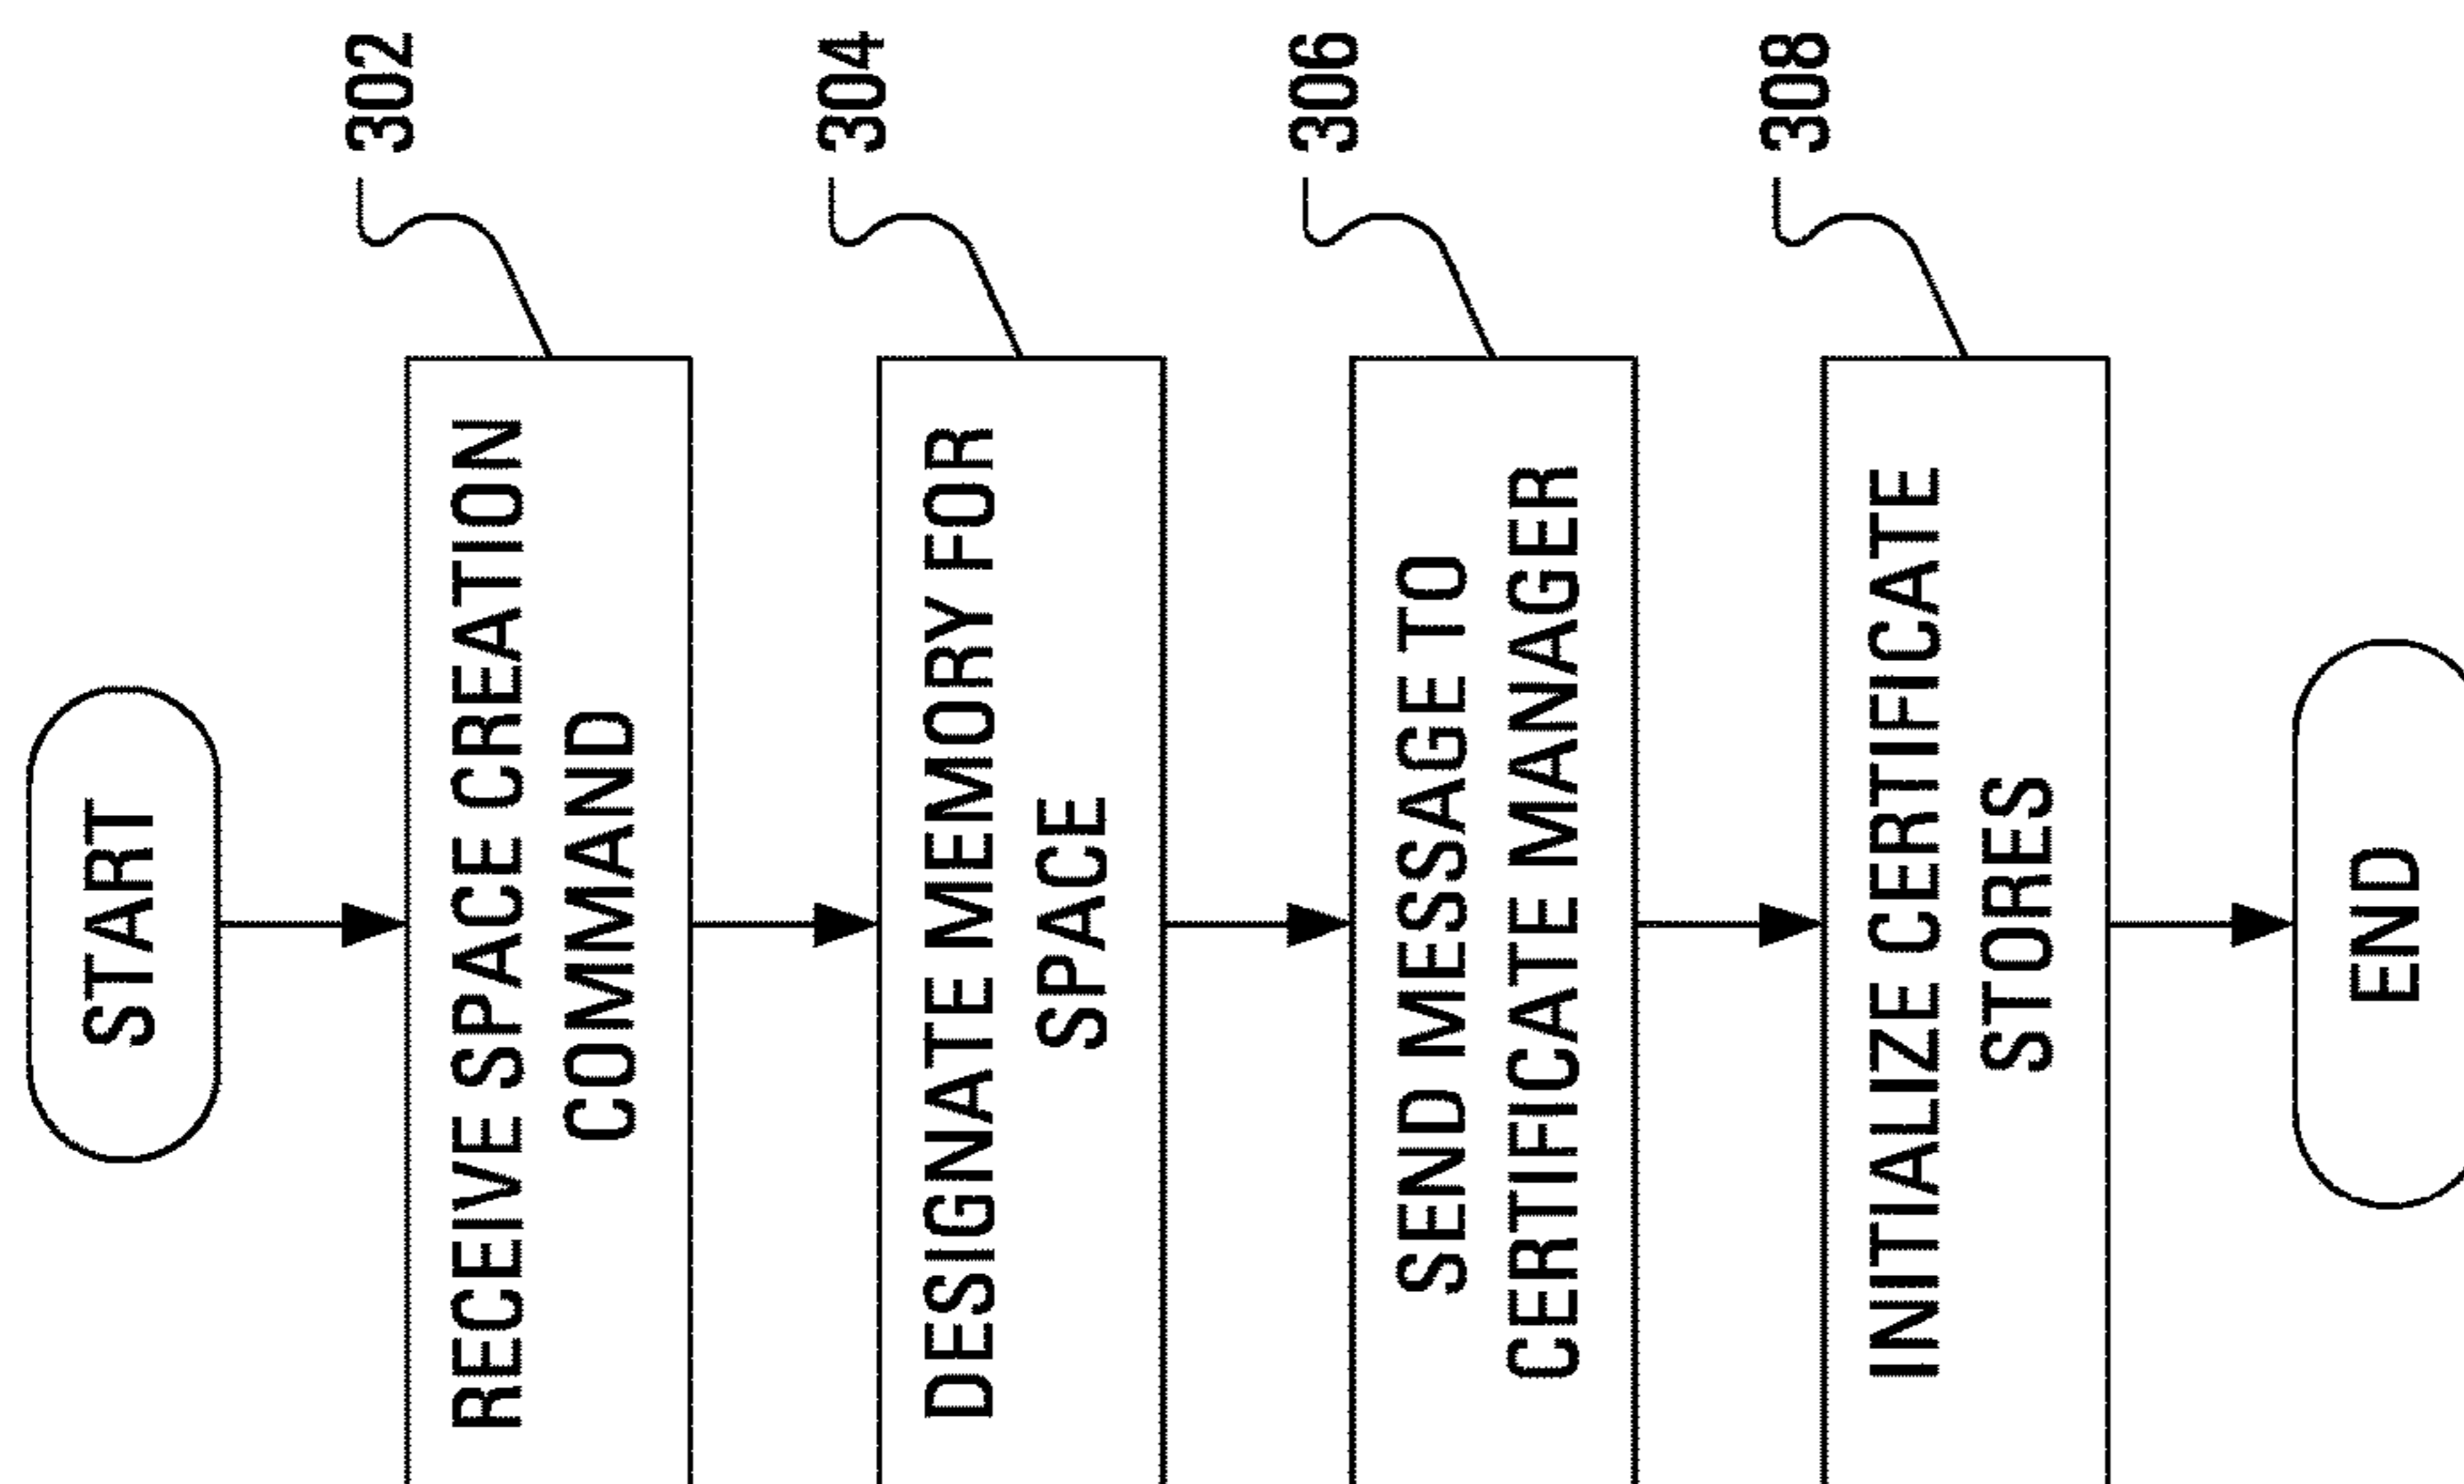 START
302
RECEIVE SPACE CREATION
COMMAND
304
DESIGNATE MEMORY FOR
SPACE
306
SEND MESSAGE TO
CERTIFICATE MANAGER
308
INITIALIZE CERTIFICATE
STORES
END